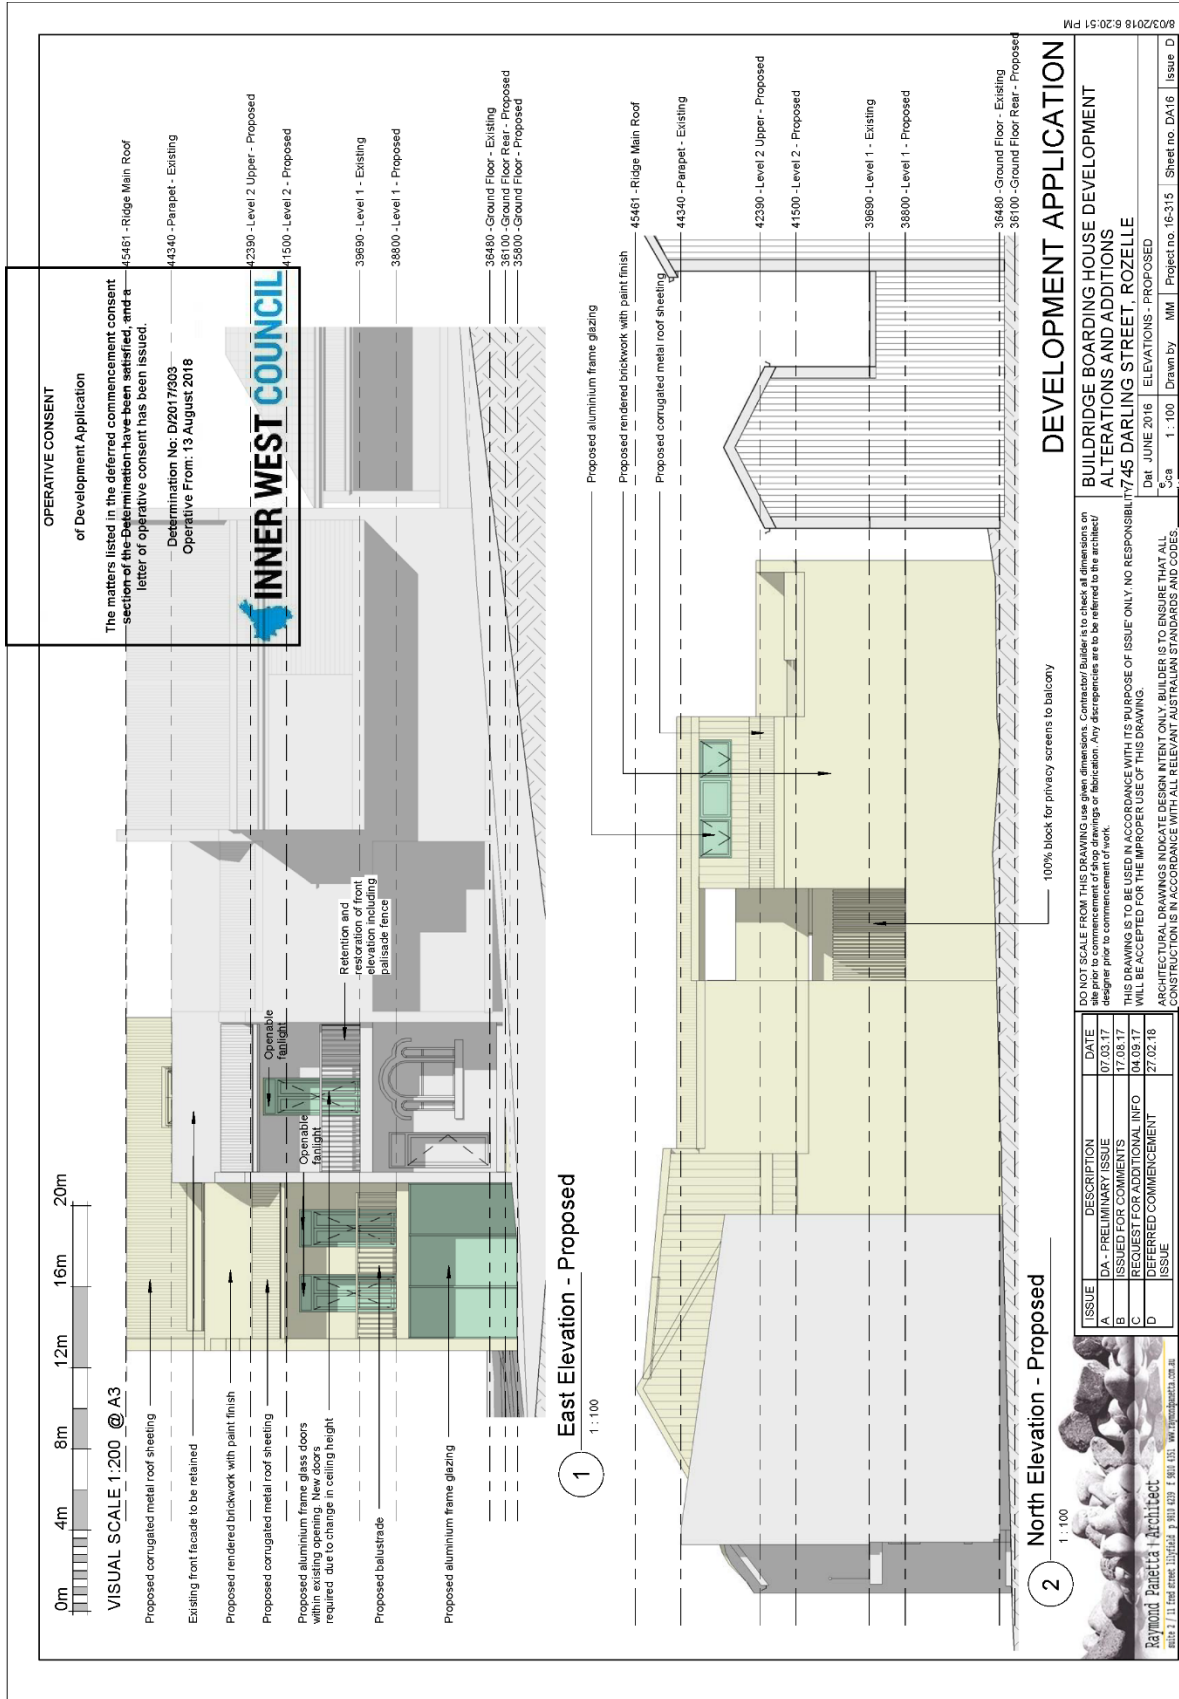 8/03/2018 6:20:51 PM
OPERATIVE CONSENT
of Development Application
The matters listed in the deferred commencement consent
section of the Determination have been satisfied, and a
letter of operative consent has been issued.
Determination No: D/2017/303
Operative From: 13 August 2018
INNER WEST COUNCIL
0m 4m 8m 12m 16m 20m
VISUAL SCALE 1:200 @ A3
Proposed corrugated metal roof sheeting
Existing front facade to be retained
Proposed rendered brickwork with paint finish
Proposed corrugated metal roof sheeting
Proposed aluminium frame glass doors
within existing opening. New doors
required due to change in ceiling height
Proposed balustrade
Proposed aluminium frame glazing
Openable
fanlight
Openable
fanlight
Retention and
restoration of front
elevation including
palisade fence
45461 - Ridge Main Roof
44340 - Parapet - Existing
42390 - Level 2 Upper - Proposed
41500 - Level 2 - Proposed
39690 - Level 1 - Existing
38800 - Level 1 - Proposed
36480 - Ground Floor - Existing
36100 - Ground Floor Rear - Proposed
35800 - Ground Floor - Proposed
1
East Elevation - Proposed
1 : 100
Proposed aluminium frame glazing
Proposed rendered brickwork with paint finish
Proposed corrugated metal roof sheeting
45461 - Ridge Main Roof
44340 - Parapet - Existing
42390 - Level 2 Upper - Proposed
41500 - Level 2 - Proposed
39690 - Level 1 - Existing
38800 - Level 1 - Proposed
36480 - Ground Floor - Existing
36100 - Ground Floor Rear - Proposed
100% block for privacy screens to balcony
2
North Elevation - Proposed
1 : 100
DEVELOPMENT APPLICATION
Raymond Panetta | Architect
suite 2 / 11 fred street lilyfield p 9810 4239 f 9810 4351 www.raymondpanetta.com.au
ISSUE DESCRIPTION DATE
A DA - PRELIMINARY ISSUE 07.03.17
B ISSUED FOR COMMENTS 17.08.17
C REQUEST FOR ADDITIONAL INFO 04.09.17
D DEFERRED COMMENCEMENT 27.02.18
ISSUE
DO NOT SCALE FROM THIS DRAWING use given dimensions. Contractor/ Builder is to check all dimensions on
site prior to commencement of shop drawings or fabrication. Any discrepencies are to be referred to the architect/
designer prior to commencement of work.
THIS DRAWING IS TO BE USED IN ACCORDANCE WITH ITS 'PURPOSE OF ISSUE' ONLY. NO RESPONSIBILITY
WILL BE ACCEPTED FOR THE IMPROPER USE OF THIS DRAWING.
ARCHITECTURAL DRAWINGS INDICATE DESIGN INTENT ONLY. BUILDER IS TO ENSURE THAT ALL
CONSTRUCTION IS IN ACCORDANCE WITH ALL RELEVANT AUSTRALIAN STANDARDS AND CODES.
BUILDRIDGE BOARDING HOUSE DEVELOPMENT
ALTERATIONS AND ADDITIONS
745 DARLING STREET, ROZELLE
Dat JUNE 2016 ELEVATIONS - PROPOSED
e
Sca 1 : 100 Drawn by MM Project no. 16-315 Sheet no. DA16 Issue D